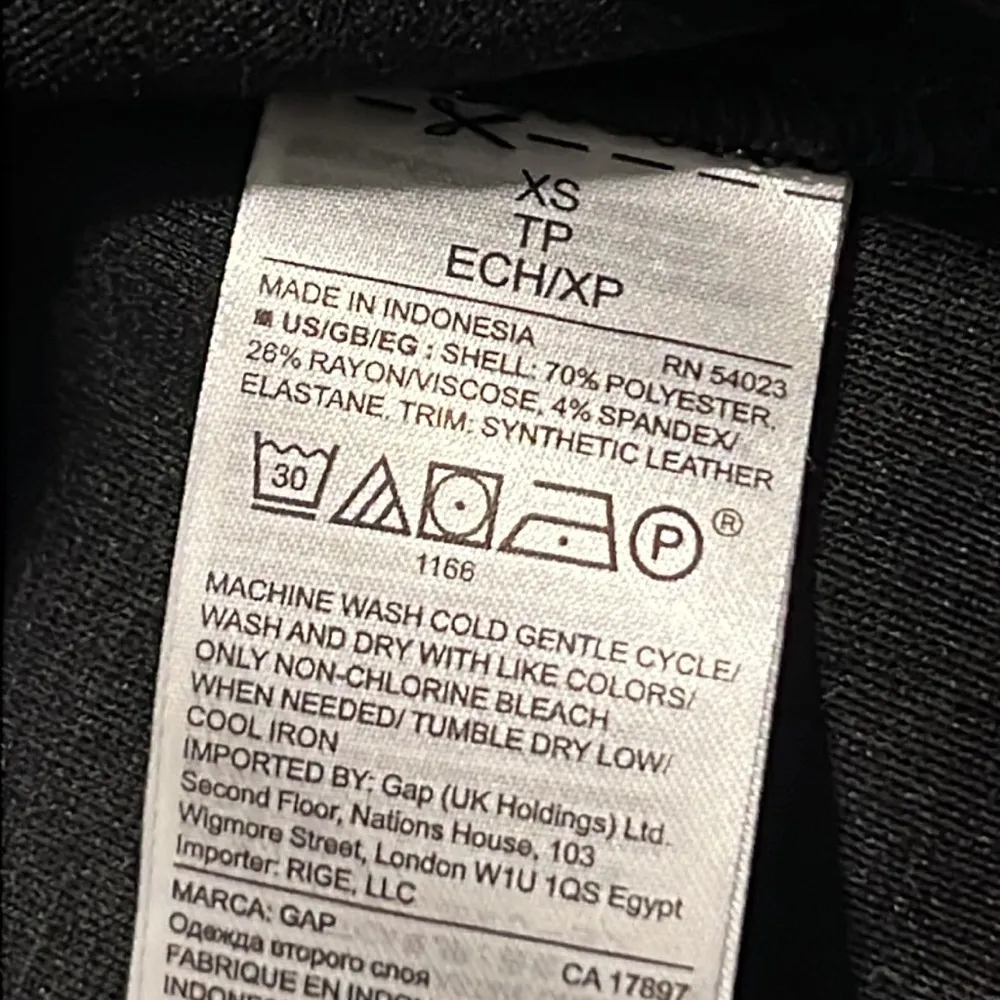 XS
TP
ECH/XP
MADE IN INDONESIA
RN 54023
US/GB/EG : SHELL: 70% POLYESTER,
26% RAYON/VISCOSE, 4% SPANDEX/
ELASTANE. TRIM: SYNTHETIC LEATHER
30
P ®
1166
MACHINE WASH COLD GENTLE CYCLE/
WASH AND DRY WITH LIKE COLORS/
ONLY NON-CHLORINE BLEACH
WHEN NEEDED/ TUMBLE DRY LOW/
COOL IRON
IMPORTED BY: Gap (UK Holdings) Ltd.
Second Floor, Nations House, 103
Wigmore Street, London W1U 1QS Egypt
Importer: RIGE, LLC
MARCA: GAP
CA 17897
Одежда второго слоя
FABRIQUE EN